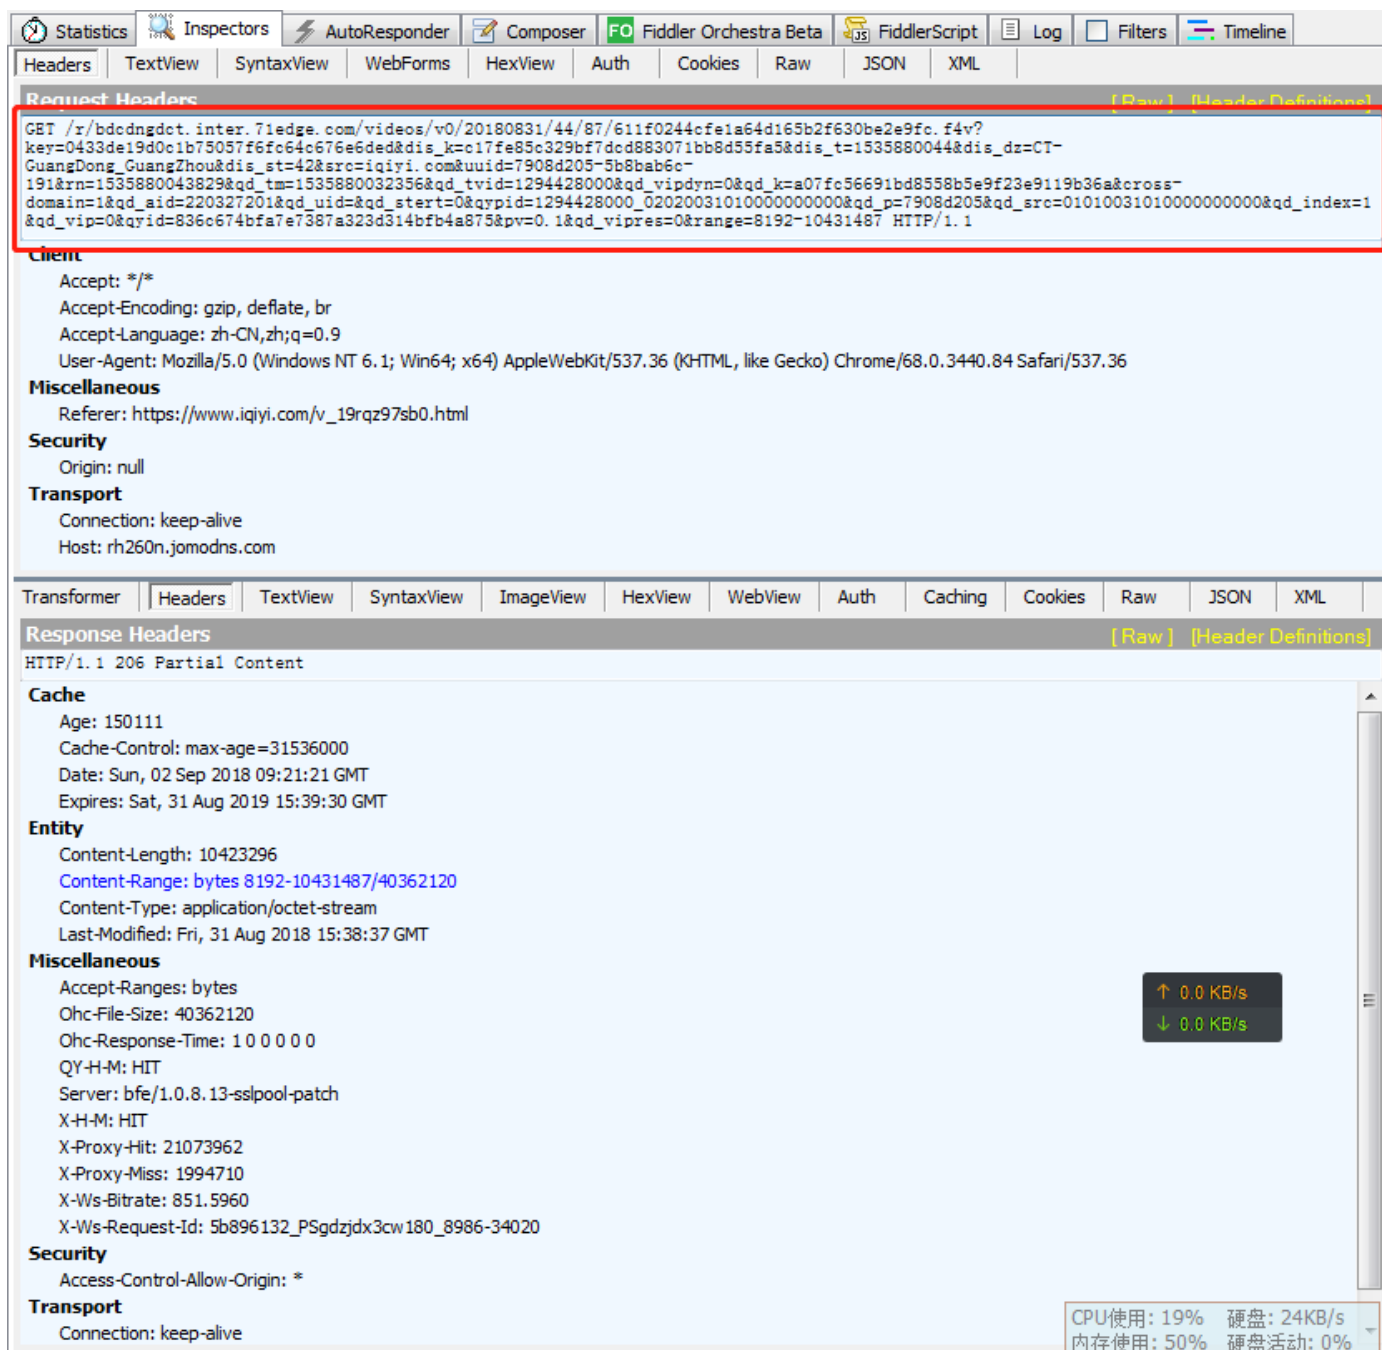 Statistics Inspectors AutoResponder Composer FO Fiddler Orchestra Beta JS FiddlerScript Log Filters Timeline
Headers TextView SyntaxView WebForms HexView Auth Cookies Raw JSON XML
Request Headers [ Raw ] [Header Definitions]
GET /r/bdcdngdct.inter.71edge.com/videos/v0/20180831/44/87/611f0244cfe1a64d165b2f630be2e9fc.f4v?
key=0433de19d0c1b75057f6fc64c676e6ded&dis_k=c17fe85c329bf7dcd883071bb8d55fa5&dis_t=1535880044&dis_dz=CT-
GuangDong_GuangZhou&dis_st=42&src=iqiyi.com&uuid=7908d205-5b8bab6c-
191&rn=1535880043829&qd_tm=1535880032356&qd_tvid=1294428000&qd_vipdyn=0&qd_k=a07fc56691bd8558b5e9f23e9119b36a&cross-
domain=1&qd_aid=220327201&qd_uid=&qd_stert=0&qypid=1294428000_02020031010000000000&qd_p=7908d205&qd_src=01010031010000000000&qd_index=1
&qd_vip=0&qyid=836c674bfa7e7387a323d314bfb4a875&pv=0.1&qd_vipres=0&range=8192-10431487 HTTP/1.1
Client
Accept: */*
Accept-Encoding: gzip, deflate, br
Accept-Language: zh-CN,zh;q=0.9
User-Agent: Mozilla/5.0 (Windows NT 6.1; Win64; x64) AppleWebKit/537.36 (KHTML, like Gecko) Chrome/68.0.3440.84 Safari/537.36
Miscellaneous
Referer: https://www.iqiyi.com/v_19rqz97sb0.html
Security
Origin: null
Transport
Connection: keep-alive
Host: rh260n.jomodns.com
Transformer Headers TextView SyntaxView ImageView HexView WebView Auth Caching Cookies Raw JSON XML
Response Headers [ Raw ] [Header Definitions]
HTTP/1.1 206 Partial Content
Cache
Age: 150111
Cache-Control: max-age=31536000
Date: Sun, 02 Sep 2018 09:21:21 GMT
Expires: Sat, 31 Aug 2019 15:39:30 GMT
Entity
Content-Length: 10423296
Content-Range: bytes 8192-10431487/40362120
Content-Type: application/octet-stream
Last-Modified: Fri, 31 Aug 2018 15:38:37 GMT
Miscellaneous
Accept-Ranges: bytes
Ohc-File-Size: 40362120
↑ 0.0 KB/s
Ohc-Response-Time: 1 0 0 0 0 0
↓ 0.0 KB/s
QY-H-M: HIT
Server: bfe/1.0.8.13-sslpool-patch
X-H-M: HIT
X-Proxy-Hit: 21073962
X-Proxy-Miss: 1994710
X-Ws-Bitrate: 851.5960
X-Ws-Request-Id: 5b896132_PSgdzjdx3cw180_8986-34020
Security
Access-Control-Allow-Origin: *
Transport
Connection: keep-alive
CPU使用: 19% 硬盘: 24KB/s
内存使用: 50% 硬盘活动: 0%